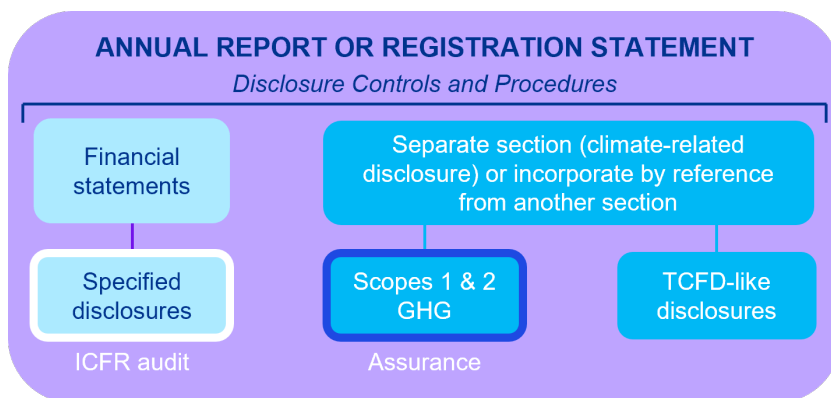 ANNUAL REPORT OR REGISTRATION STATEMENT
Disclosure Controls and Procedures
Financial
statements
Separate section (climate-related
disclosure) or incorporate by reference
from another section
Specified
disclosures
Scopes 1 & 2
GHG
TCFD-like
disclosures
ICFR audit
Assurance